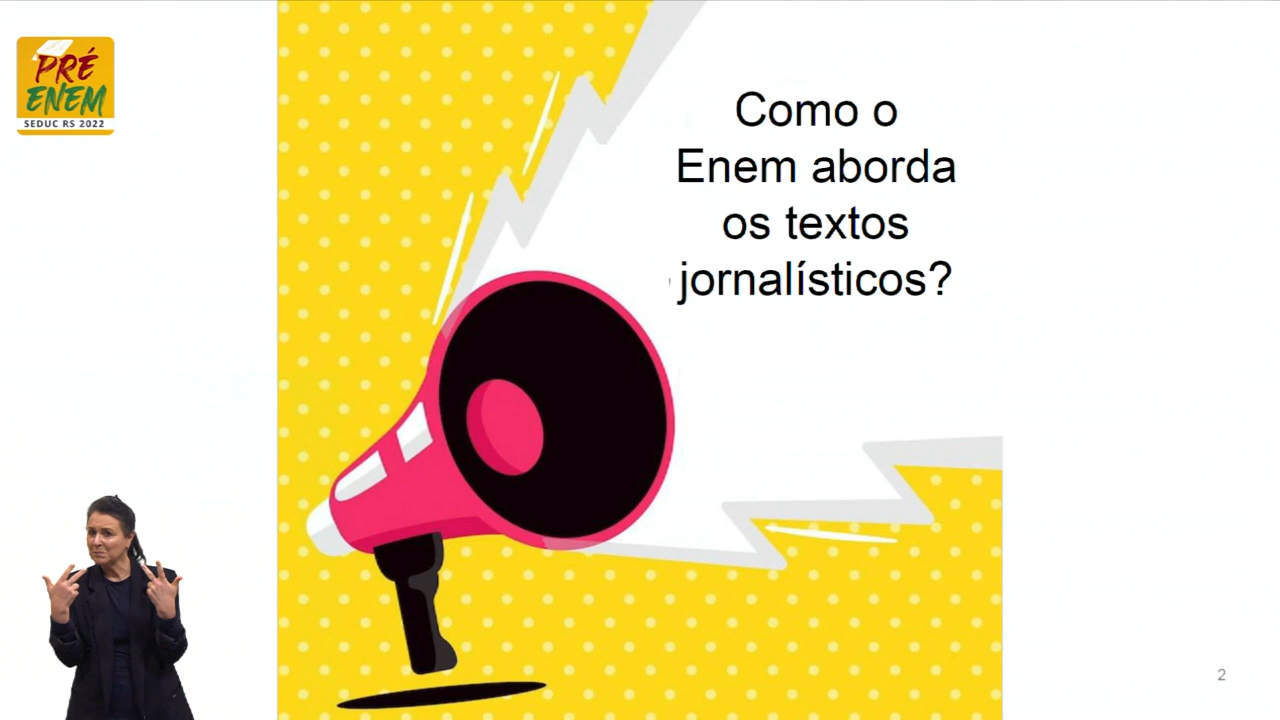 PRÉ
ENEM
SEDUC RS 2022
Como o
Enem aborda
os textos
jornalísticos?
2